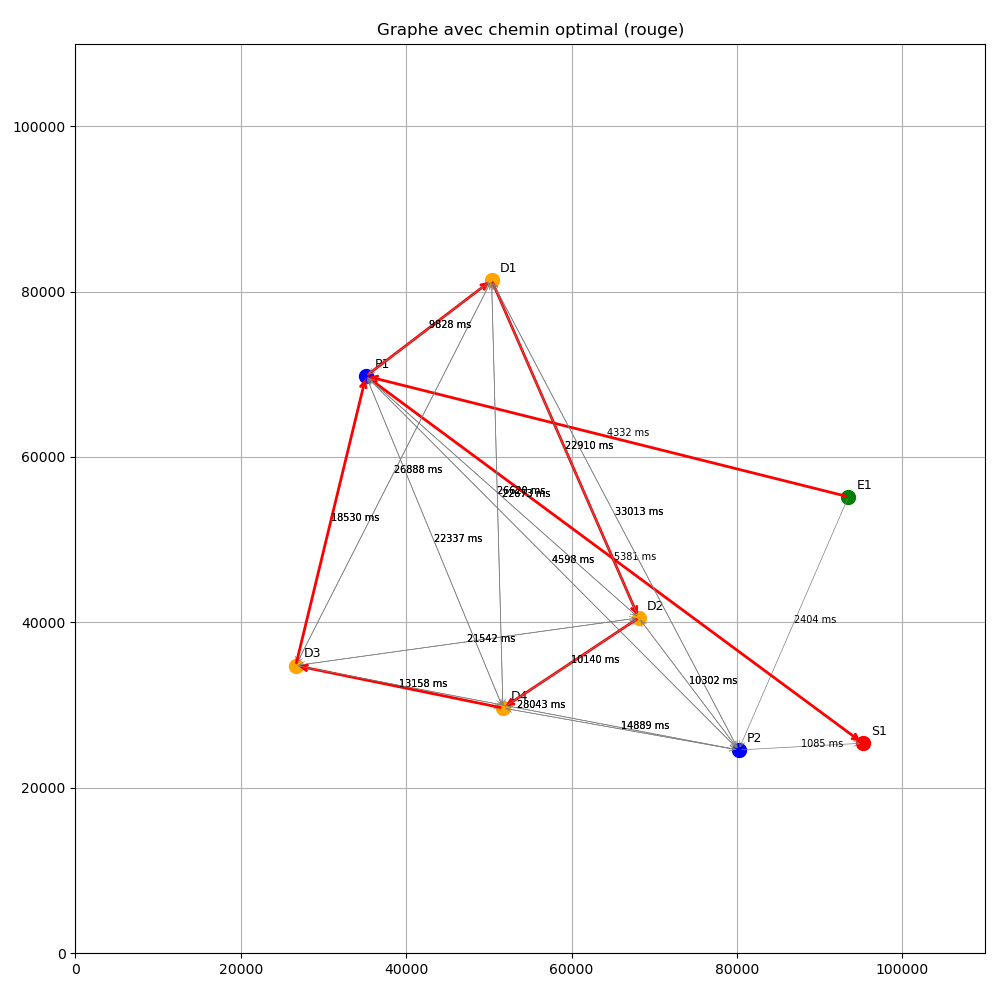 Graphe avec chemin optimal (rouge)
100000
80000
60000
40000
20000
0
D1
9828 ms
P1
4332 ms
22910 ms
26888 ms
E1
33013 ms
18530 ms
22337 ms
5381 ms
4598 ms
D2
2404 ms
21542 ms
D3
10140 ms
13158 ms
10302 ms
D4
28043 ms
14889 ms
P2
S1
1085 ms
0
20000
40000
60000
80000
100000